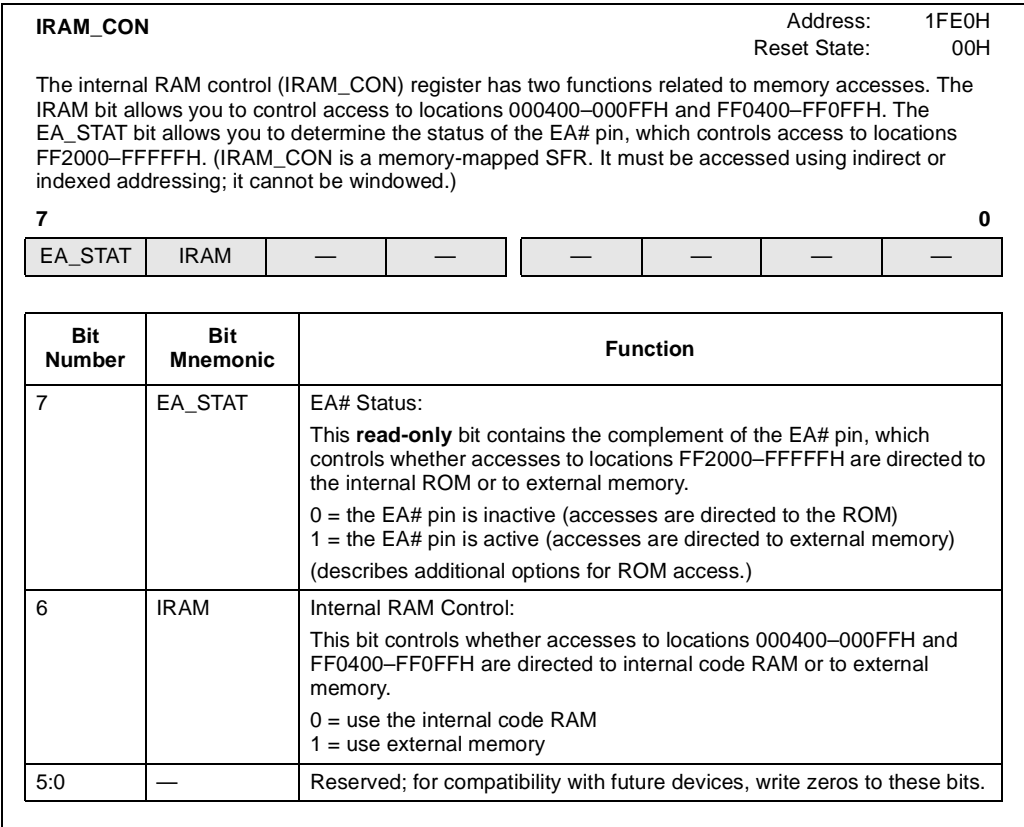 IRAM_CON
Address: 1FE0H
Reset State: 00H
The internal RAM control (IRAM_CON) register has two functions related to memory accesses. The
IRAM bit allows you to control access to locations 000400–000FFH and FF0400–FF0FFH. The
EA_STAT bit allows you to determine the status of the EA# pin, which controls access to locations
FF2000–FFFFFH. (IRAM_CON is a memory-mapped SFR. It must be accessed using indirect or
indexed addressing; it cannot be windowed.)
7 0
EA_STAT IRAM — — — — — —
Bit Number Bit Mnemonic Function
7 EA_STAT EA# Status:
This read-only bit contains the complement of the EA# pin, which
controls whether accesses to locations FF2000–FFFFFH are directed to
the internal ROM or to external memory.
0 = the EA# pin is inactive (accesses are directed to the ROM)
1 = the EA# pin is active (accesses are directed to external memory)
(describes additional options for ROM access.)
6 IRAM Internal RAM Control:
This bit controls whether accesses to locations 000400–000FFH and
FF0400–FF0FFH are directed to internal code RAM or to external
memory.
0 = use the internal code RAM
1 = use external memory
5:0 — Reserved; for compatibility with future devices, write zeros to these bits.